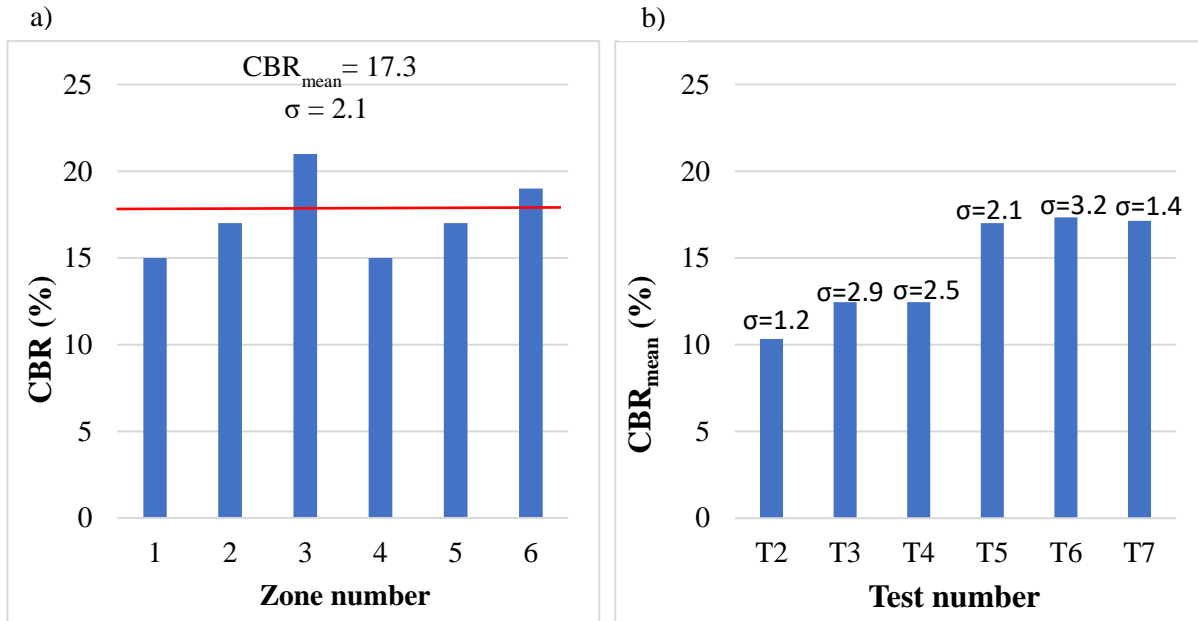 a)
CBRmean= 17.3
σ = 2.1
25
20
15
10
5
0
CBR (%)
1 2 3 4 5 6
Zone number
b)
25
20
15
10
5
0
CBRmean (%)
σ=1.2
σ=2.9
σ=2.5
σ=2.1
σ=3.2
σ=1.4
T2 T3 T4 T5 T6 T7
Test number